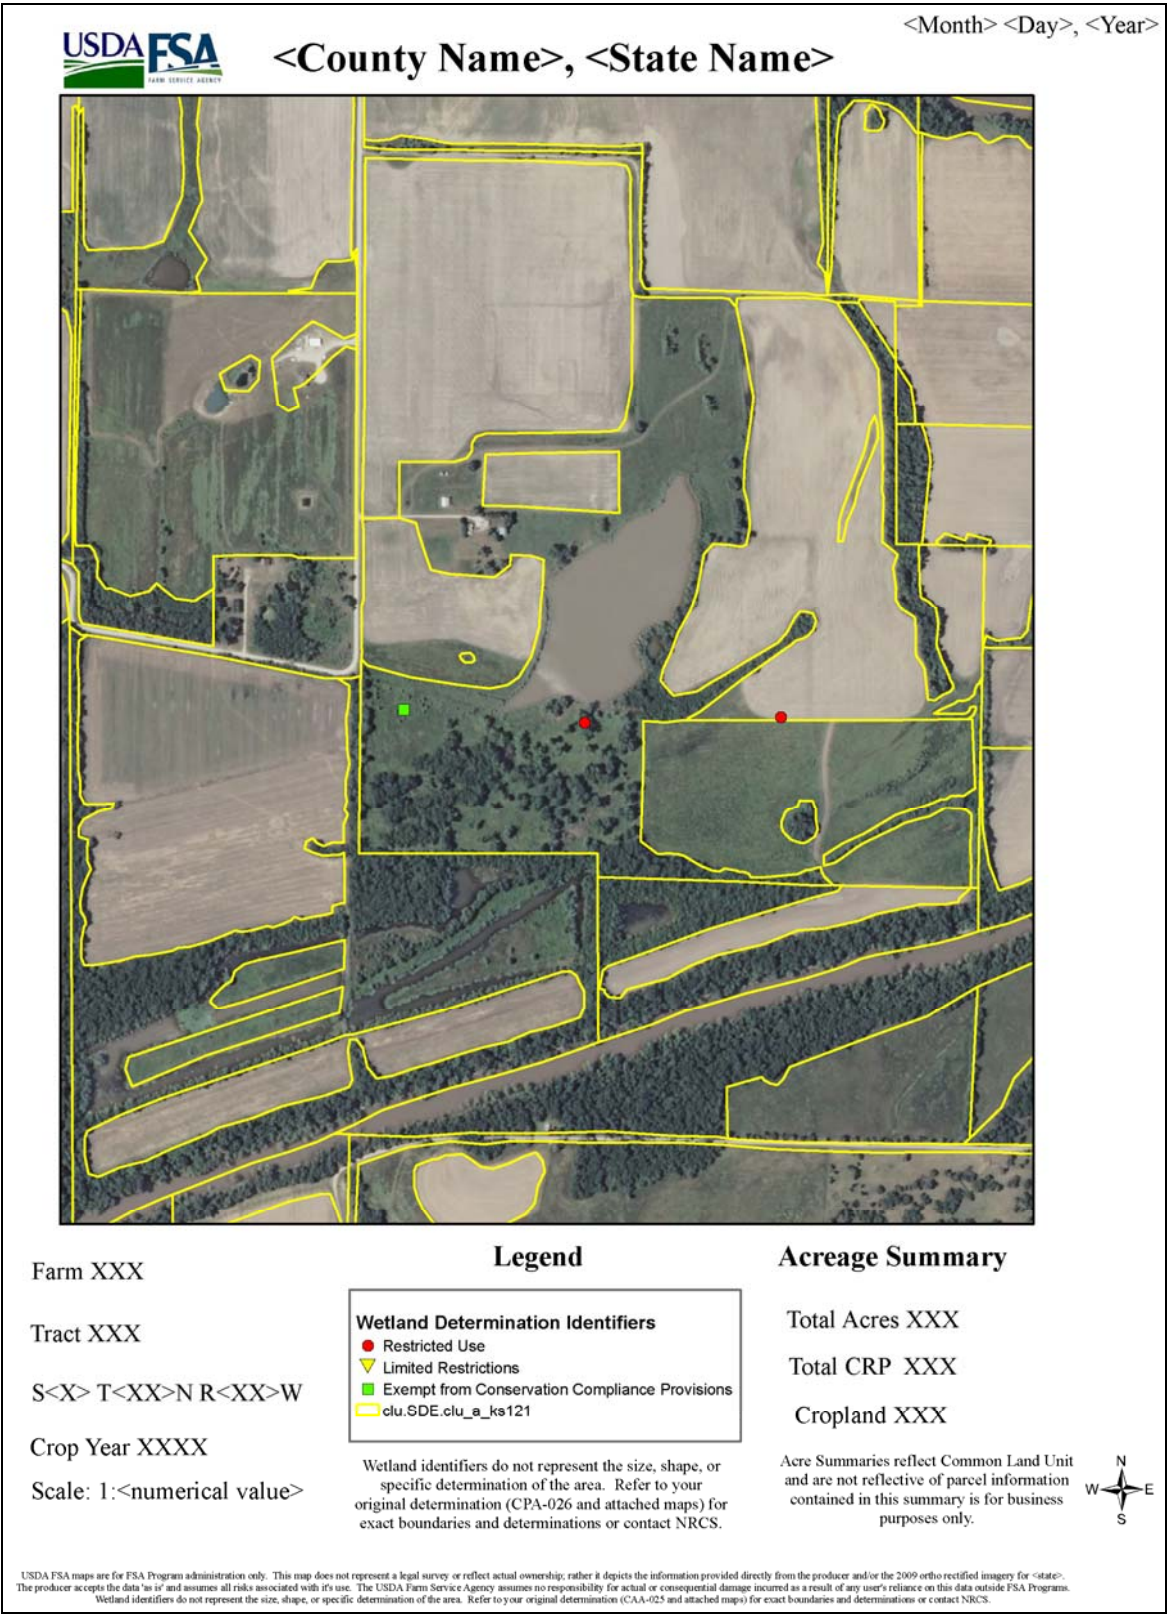 <Month> <Day>, <Year>
USDA FSA
FARM SERVICE AGENCY
<County Name>, <State Name>
Farm XXX
Tract XXX
S<X> T<XX>N R<XX>W
Crop Year XXXX
Scale: 1:<numerical value>
Legend
Wetland Determination Identifiers
Restricted Use
Limited Restrictions
Exempt from Conservation Compliance Provisions
clu.SDE.clu_a_ks121
Wetland identifiers do not represent the size, shape, or
specific determination of the area. Refer to your
original determination (CPA-026 and attached maps) for
exact boundaries and determinations or contact NRCS.
Acreage Summary
Total Acres XXX
Total CRP XXX
Cropland XXX
Acre Summaries reflect Common Land Unit
and are not reflective of parcel information
contained in this summary is for business
purposes only.
N
W E
S
USDA FSA maps are for FSA Program administration only. This map does not represent a legal survey or reflect actual ownership; rather it depicts the information provided directly from the producer and/or the 2009 ortho rectified imagery for <state>.
The producer accepts the data 'as is' and assumes all risks associated with it's use. The USDA Farm Service Agency assumes no responsibility for actual or consequential damage incurred as a result of any user's reliance on this data outside FSA Programs.
Wetland identifiers do not represent the size, shape, or specific determination of the area. Refer to your original determination (CAA-025 and attached maps) for exact boundaries and determinations or contact NRCS.